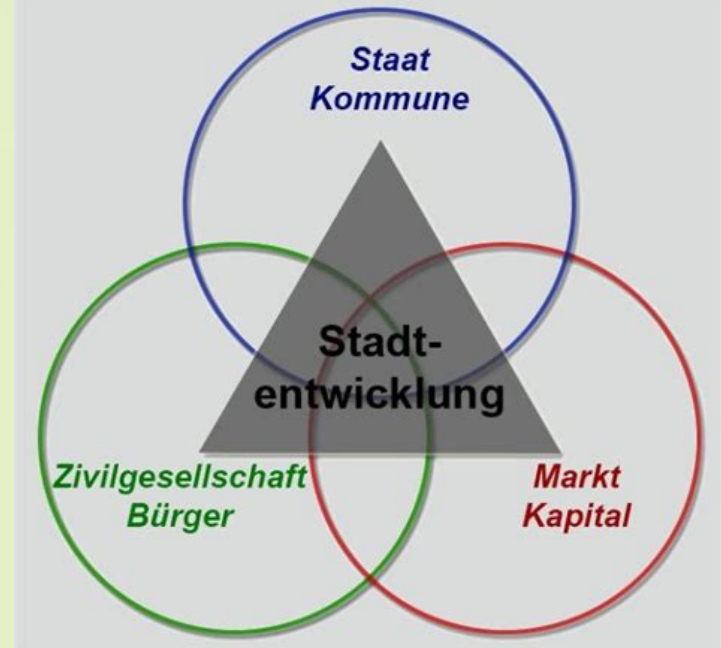 Staat
Kommune
Stadt-
entwicklung
Zivilgesellschaft
Bürger
Markt
Kapital